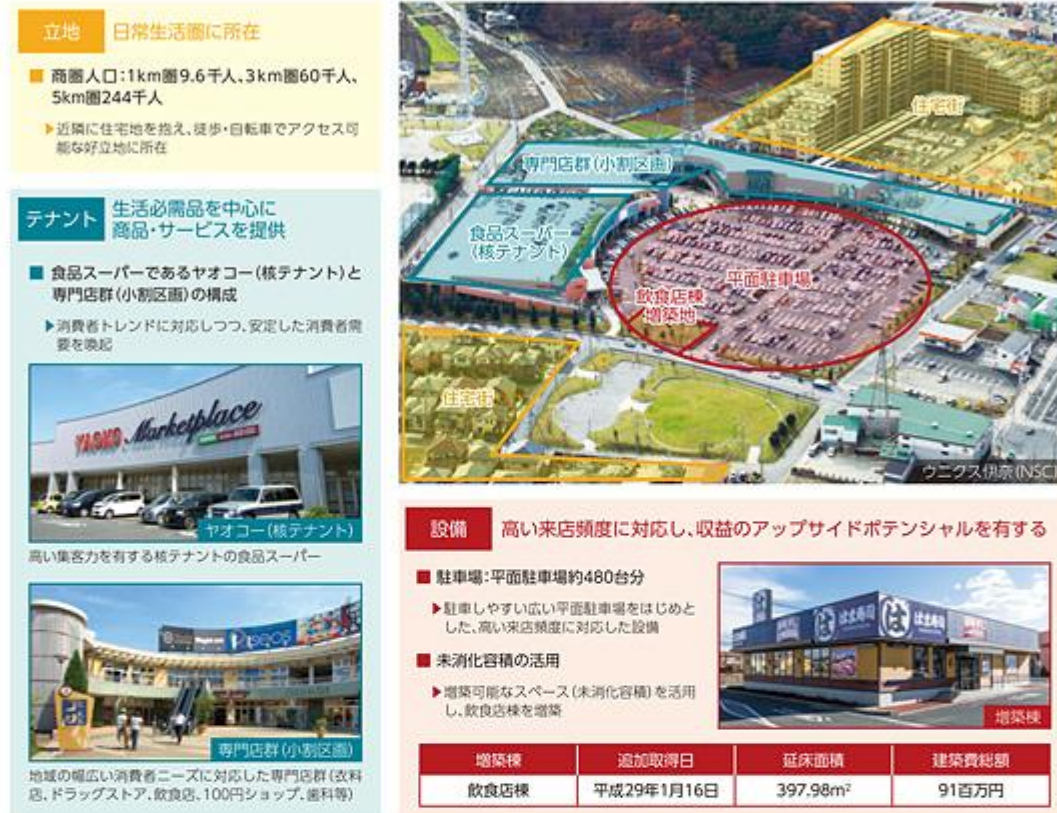 立地
日常生活圏に所在
■ 商圏人口：1km圏9.6千人、3km圏60千人、
5km圏244千人
▶近隣に住宅地を抱え、徒歩・自転車でアクセス可
能な好立地に所在
テナント
生活必需品を中心に
商品・サービスを提供
■ 食品スーパーであるヤオコー（核テナント）と
専門店群（小割区画）の構成
▶消費者トレンドに対応しつつ、安定した消費者需
要を喚起
YAOKO Marketplace
ヤオコー（核テナント）
高い集客力を有する核テナントの食品スーパー
専門店群（小割区画）
地域の幅広い消費者ニーズに対応した専門店群（衣料
店、ドラッグストア、飲食店、100円ショップ、歯科等）
住宅街
専門店群（小割区画）
食品スーパー
（核テナント）
平面駐車場
飲食店棟
増築地
住宅街
ウニクス伊奈（NSC）
設備
高い来店頻度に対応し、収益のアップサイドポテンシャルを有する
■ 駐車場：平面駐車場約480台分
▶駐車しやすい広い平面駐車場をはじめと
した、高い来店頻度に対応した設備
■ 未消化容積の活用
▶増築可能なスペース（未消化容積）を活用
し、飲食店棟を増築
は
は ま寿司
は はま寿司
増築棟
増築棟 追加取得日 延床面積 建築費総額
飲食店棟 平成29年1月16日 397.98m² 91百万円